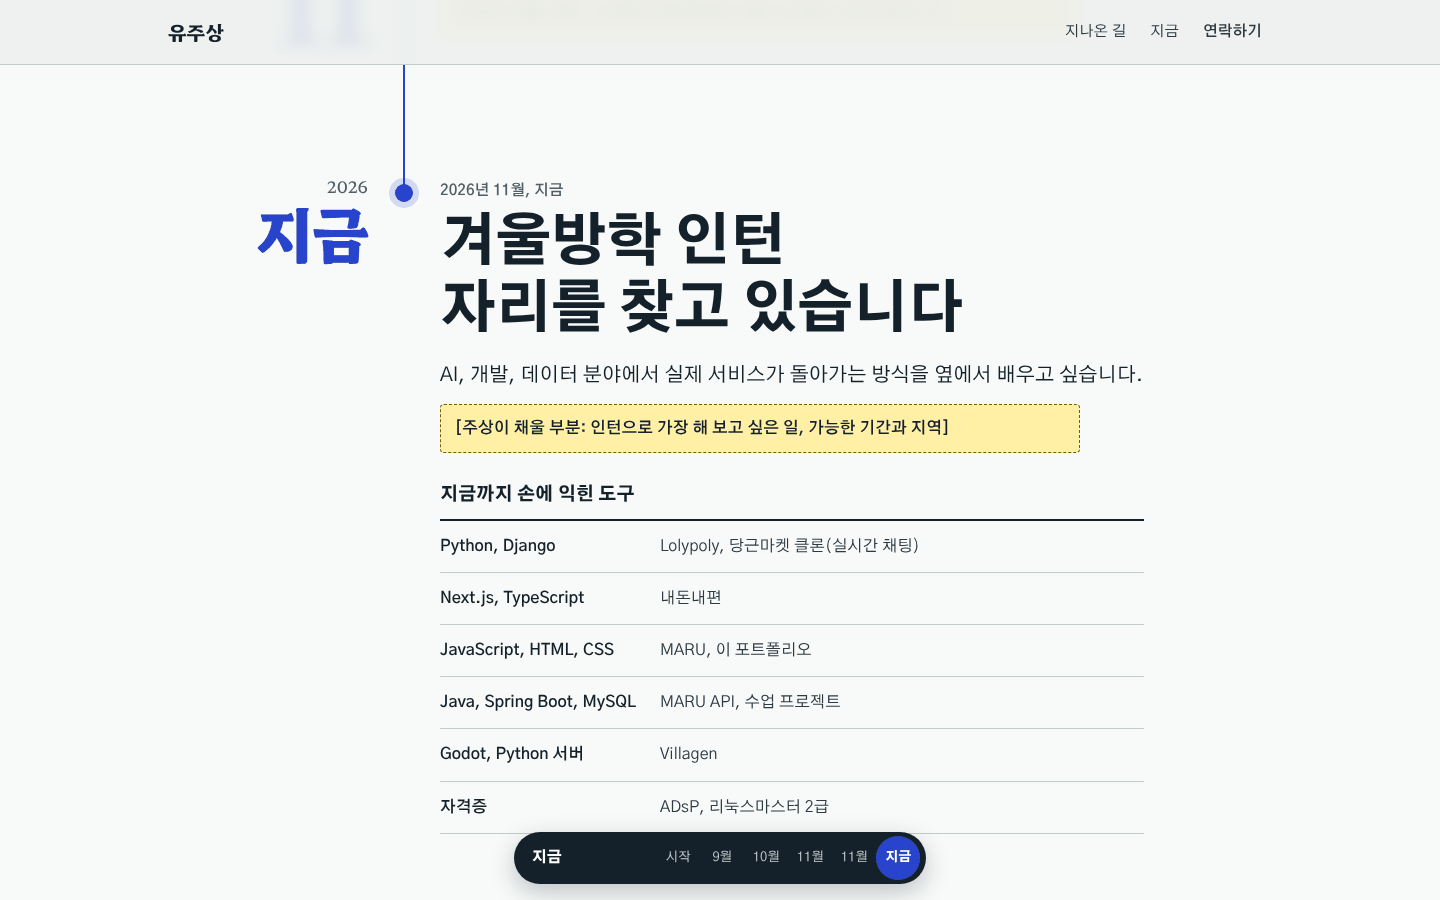 유주상
지나온 길
지금
연락하기
2026
지금
2026년 11월, 지금
겨울방학 인턴
자리를 찾고 있습니다
AI, 개발, 데이터 분야에서 실제 서비스가 돌아가는 방식을 옆에서 배우고 싶습니다.
[주상이 채울 부분: 인턴으로 가장 해 보고 싶은 일, 가능한 기간과 지역]
지금까지 손에 익힌 도구
Python, Django
Lolypoly, 당근마켓 클론(실시간 채팅)
Next.js, TypeScript
내돈내편
JavaScript, HTML, CSS
MARU, 이 포트폴리오
Java, Spring Boot, MySQL
MARU API, 수업 프로젝트
Godot, Python 서버
Villagen
자격증
ADsP, 리눅스마스터 2급
지금
시작
9월
10월
11월
11월
지금